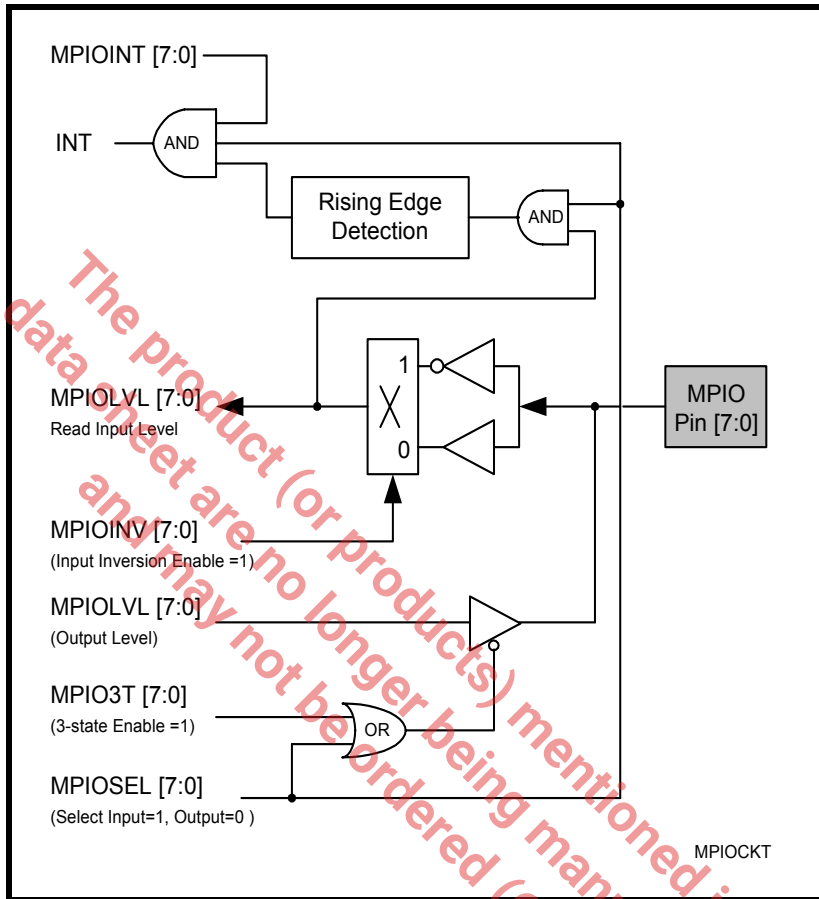 MPIOINT [7:0]
INT
AND
Rising Edge
Detection
AND
MPIOLVL [7:0]
Read Input Level
1
0
MPIO
Pin [7:0]
MPIOINV [7:0]
(Input Inversion Enable =1)
MPIOLVL [7:0]
(Output Level)
MPIO3T [7:0]
(3-state Enable =1)
OR
MPIOSEL [7:0]
(Select Input=1, Output=0 )
MPIOCKT
The product (or products) mentioned
data sheet are no longer being
and may not be ordered